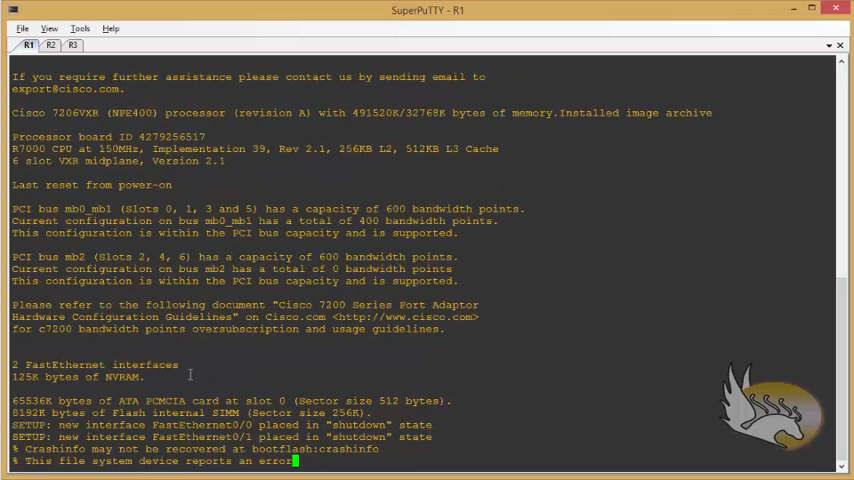 SuperPuTTY - R1
File View Tools Help
R1 R2 R3
If you require further assistance please contact us by sending email to
export@cisco.com.
Cisco 7206VXR (NPE400) processor (revision A) with 491520K/32768K bytes of memory.Installed image archive
Processor board ID 4279256517
R7000 CPU at 150MHz, Implementation 39, Rev 2.1, 256KB L2, 512KB L3 Cache
6 slot VXR midplane, Version 2.1
Last reset from power-on
PCI bus mb0_mb1 (Slots 0, 1, 3 and 5) has a capacity of 600 bandwidth points.
Current configuration on bus mb0_mb1 has a total of 400 bandwidth points.
This configuration is within the PCI bus capacity and is supported.
PCI bus mb2 (Slots 2, 4, 6) has a capacity of 600 bandwidth points.
Current configuration on bus mb2 has a total of 0 bandwidth points
This configuration is within the PCI bus capacity and is supported.
Please refer to the following document "Cisco 7200 Series Port Adaptor
Hardware Configuration Guidelines" on Cisco.com <http://www.cisco.com>
for c7200 bandwidth points oversubscription and usage guidelines.
2 FastEthernet interfaces
125K bytes of NVRAM.
65536K bytes of ATA PCMCIA card at slot 0 (Sector size 512 bytes).
8192K bytes of Flash internal SIMM (Sector size 256K).
SETUP: new interface FastEthernet0/0 placed in "shutdown" state
SETUP: new interface FastEthernet0/1 placed in "shutdown" state
% Crashinfo may not be recovered at bootflash:crashinfo
% This file system device reports an error